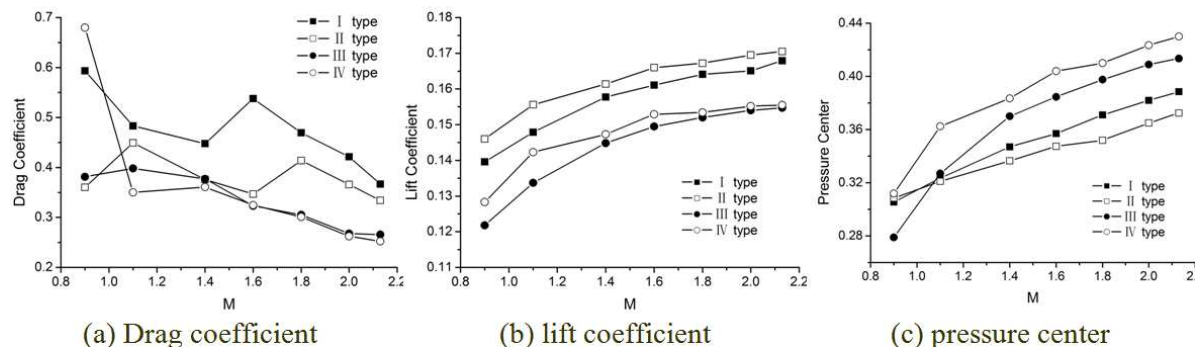 0.7
0.6
0.5
0.4
0.3
0.2
Drag Coefficient
I type
II type
III type
IV type
0.8 1.0 1.2 1.4 1.6 1.8 2.0 2.2
M
(a) Drag coefficient
0.18
0.17
0.16
0.15
0.14
0.13
0.12
0.11
Lift Coefficient
I type
II type
III type
IV type
0.8 1.0 1.2 1.4 1.6 1.8 2.0 2.2
M
(b) lift coefficient
0.44
0.40
0.36
0.32
0.28
Pressure Center
I type
II type
III type
IV type
0.8 1.0 1.2 1.4 1.6 1.8 2.0 2.2
M
(c) pressure center